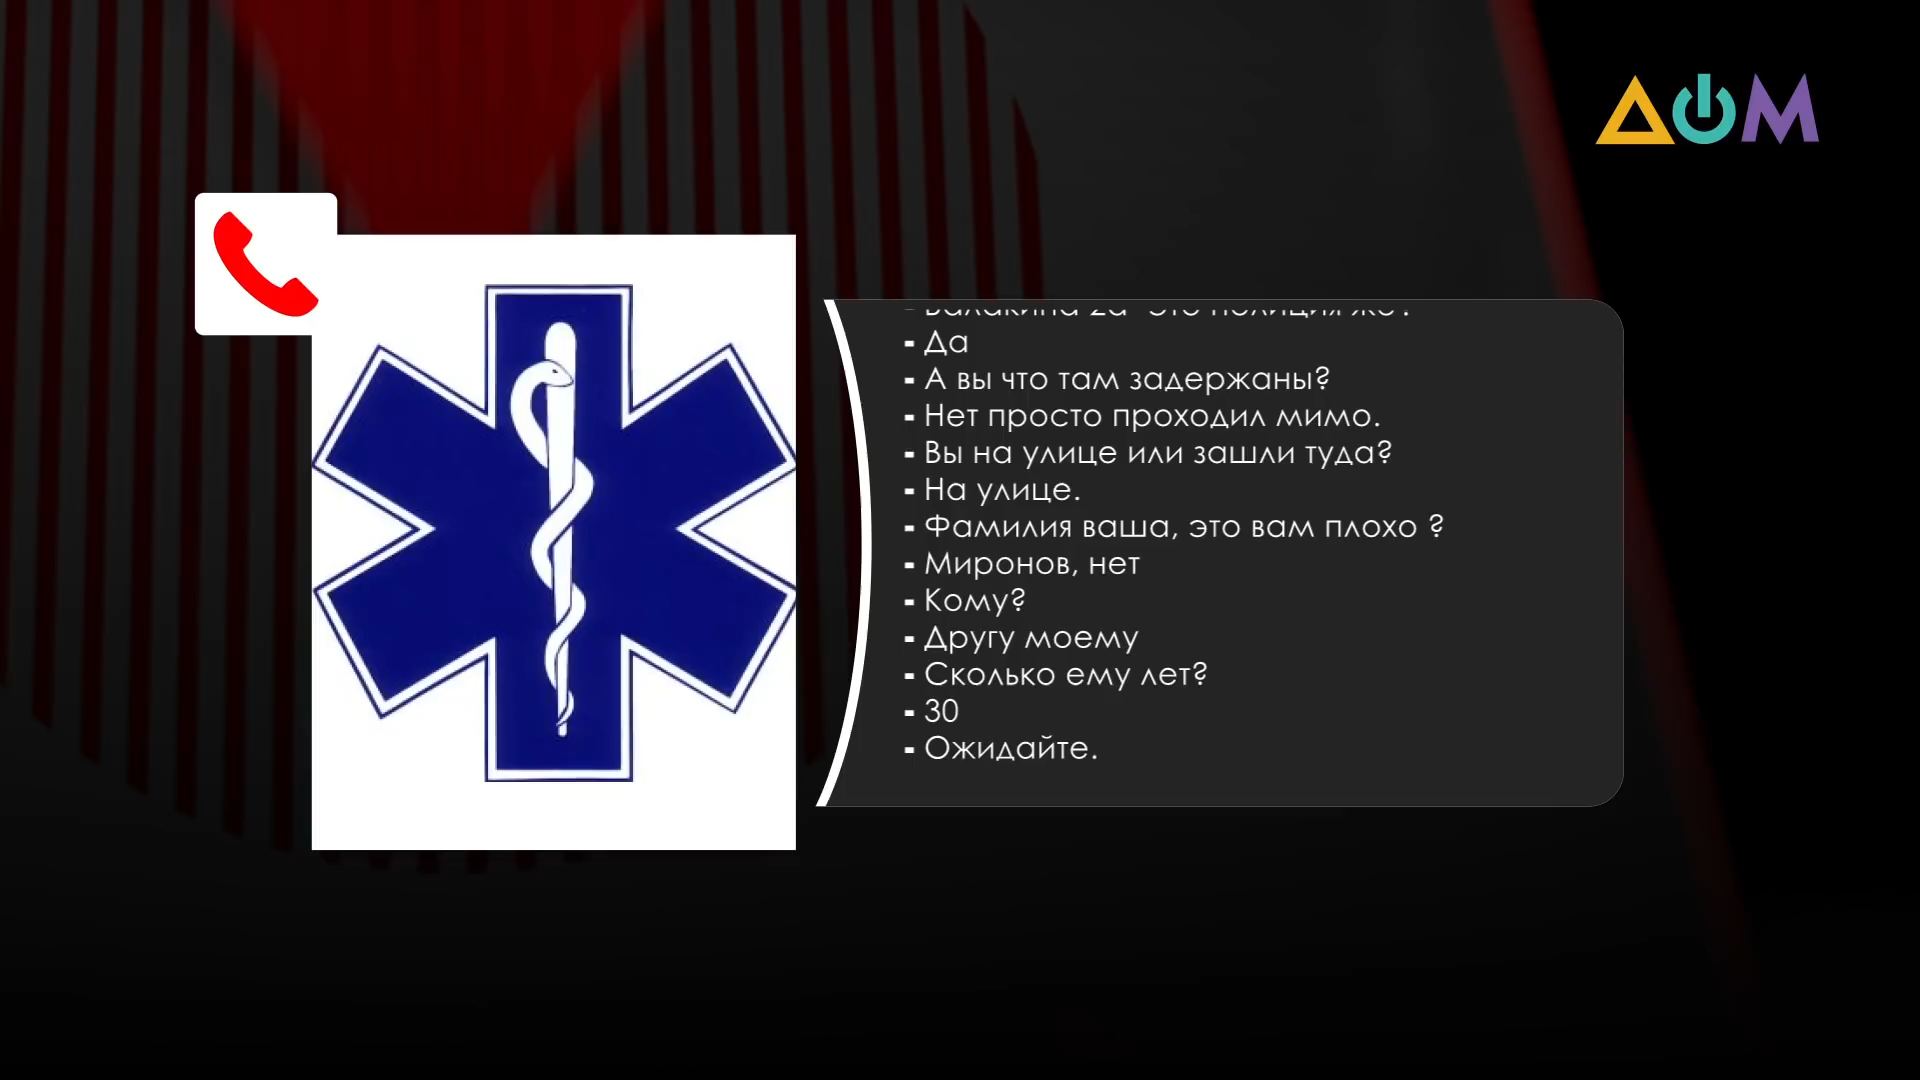 ДОМ
- Да
- А вы что там задержаны?
- Нет просто проходил мимо.
- Вы на улице или зашли туда?
- На улице.
- Фамилия ваша, это вам плохо ?
- Миронов, нет
- Кому?
- Другу моему
- Сколько ему лет?
- 30
- Ожидайте.